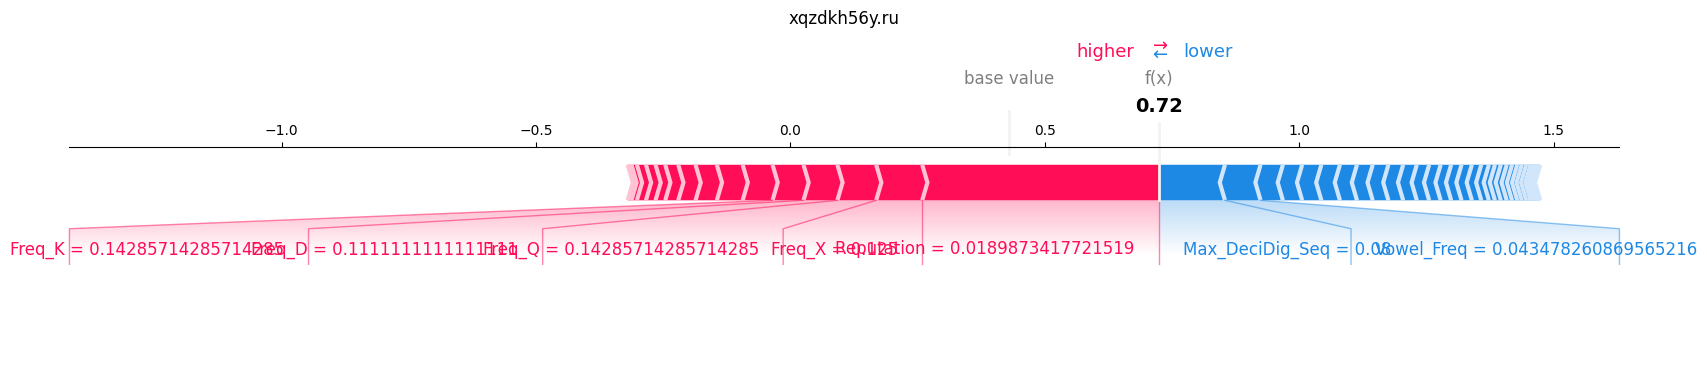 xqzdkh56y.ru
higher → ← lower
base value f(x)
0.72
−1.0 −0.5 0.0 0.5 1.0 1.5
Freq_K = 0.14285714285714285 Freq_D = 0.1111111111111111 Freq_Q = 0.14285714285714285 Freq_X = 0.125 Reputation = 0.0189873417721519 Max_DeciDig_Seq = 0.08 Vowel_Freq = 0.043478260869565216